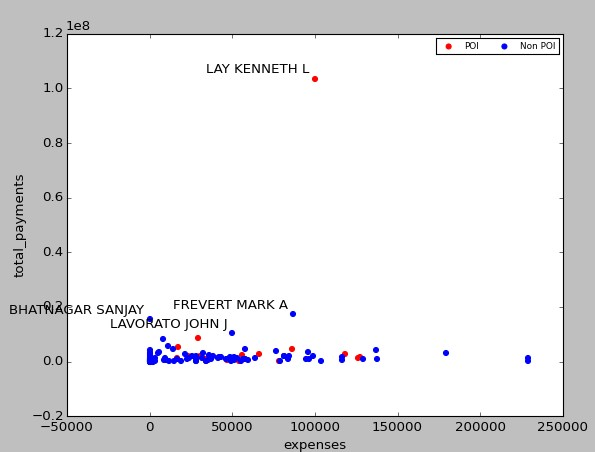 1e8
1.2
POI
Non POI
LAY KENNETH L
1.0
0.8
total_payments
0.6
0.4
0.2
FREVERT MARK A
BHATNAGAR SANJAY
LAVORATO JOHN J
0.0
−0.2
−50000 0 50000 100000 150000 200000 250000
expenses